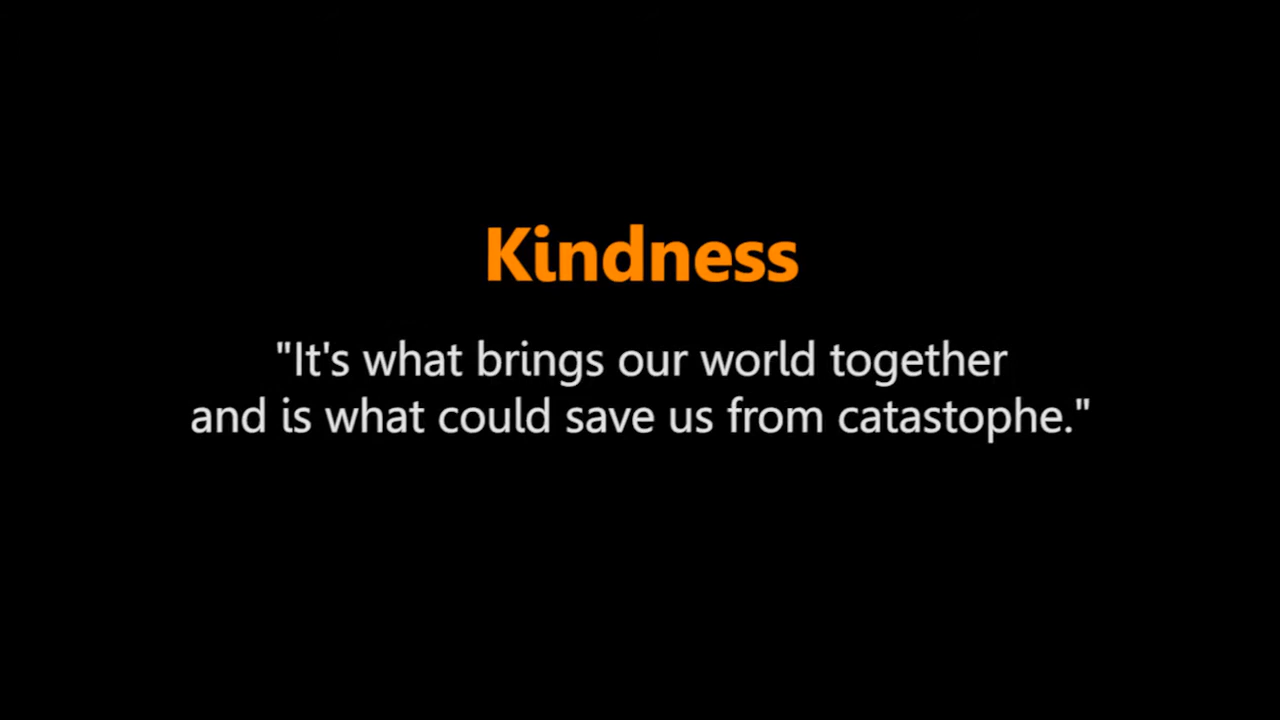 Kindness
"It's what brings our world together
and is what could save us from catastophe."